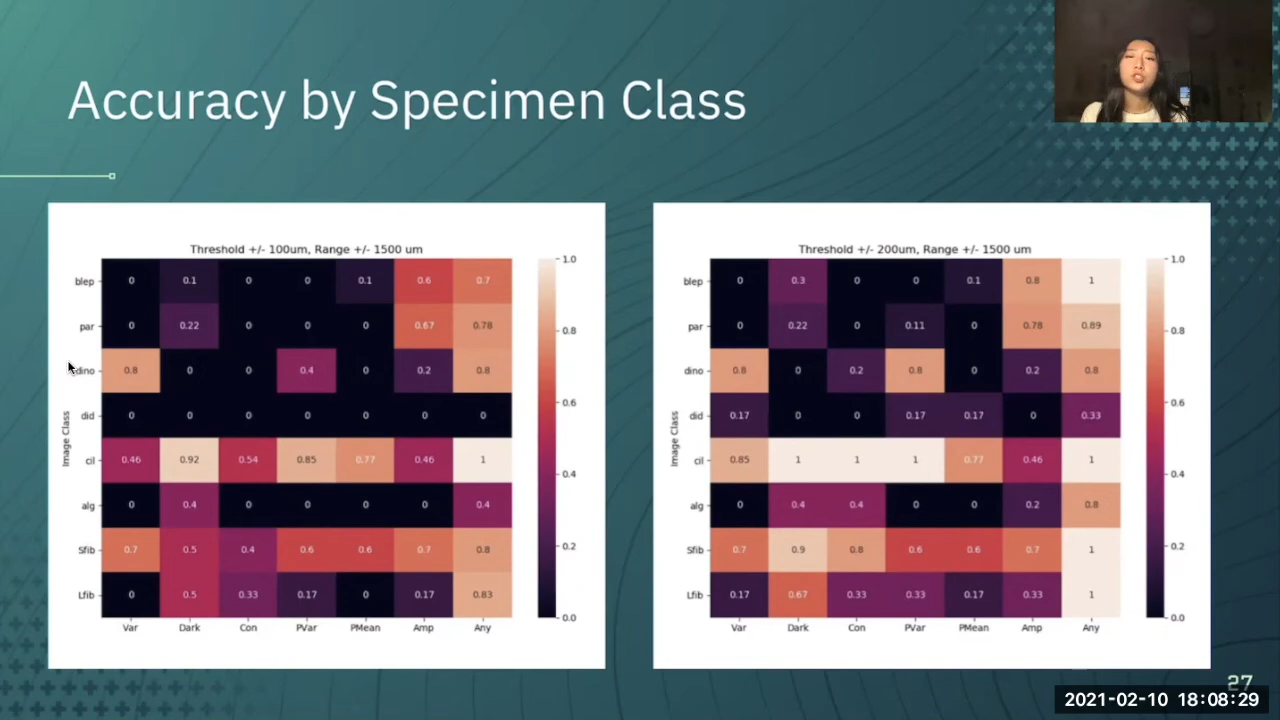 Accuracy by Specimen Class
Threshold +/- 100um, Range +/- 1500 um
Image Class
blep 0 0.1 0 0 0.1 0.6 0.7
par 0 0.22 0 0 0 0.67 0.78
dino 0.8 0 0 0.4 0 0.2 0.8
did 0 0 0 0 0 0 0
cil 0.46 0.92 0.54 0.85 0.77 0.46 1
alg 0 0.4 0 0 0 0 0.4
Sfib 0.7 0.5 0.4 0.6 0.6 0.7 0.8
Lfib 0 0.5 0.33 0.17 0 0.17 0.83
Var Dark Con PVar PMean Amp Any
1.0
0.8
0.6
0.4
0.2
0.0
Threshold +/- 200um, Range +/- 1500 um
Image Class
blep 0 0.3 0 0 0.1 0.8 1
par 0 0.22 0 0.11 0 0.78 0.89
dino 0.8 0 0.2 0.8 0 0.2 0.8
did 0.17 0 0 0.17 0.17 0 0.33
cil 0.85 1 1 1 0.77 0.46 1
alg 0 0.4 0.4 0 0 0.2 0.8
Sfib 0.7 0.9 0.8 0.6 0.6 0.7 1
Lfib 0.17 0.67 0.33 0.33 0.17 0.33 1
Var Dark Con PVar PMean Amp Any
1.0
0.8
0.6
0.4
0.2
0.0
27
2021-02-10 18:08:29